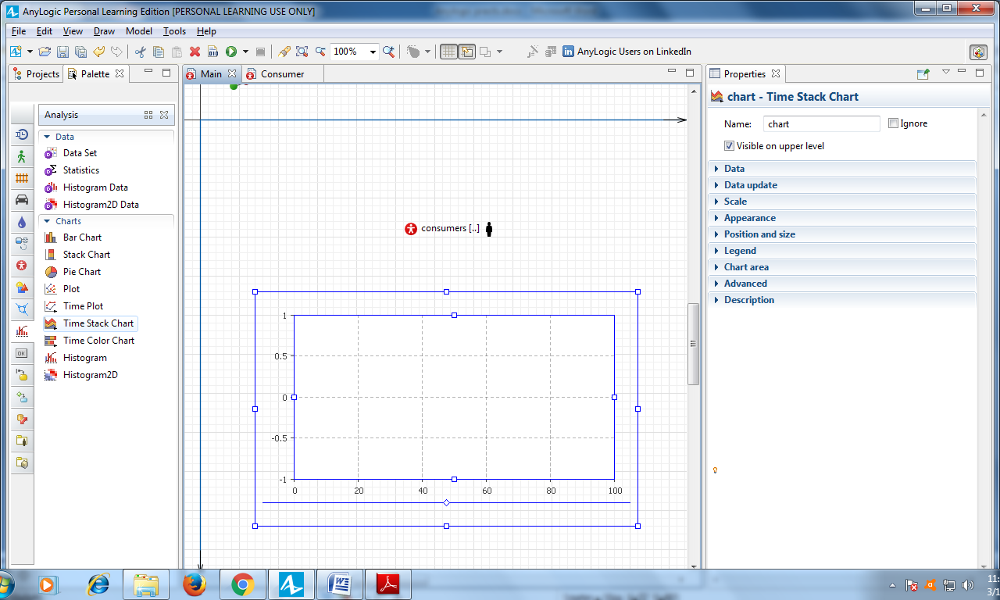 AnyLogic Personal Learning Edition [PERSONAL LEARNING USE ONLY]
File Edit View Draw Model Tools Help
010 100% in AnyLogic Users on LinkedIn
Projects Palette Main Consumer Properties
Analysis
Data
Data Set
Statistics
Histogram Data
Histogram2D Data
Charts
Bar Chart
Stack Chart
Pie Chart
Plot
Time Plot
Time Stack Chart
Time Color Chart
Histogram
Histogram2D
OK
consumers [..]
1
0.5
0
-0.5
-1
0 20 40 60 80 100
chart - Time Stack Chart
Name: chart Ignore
Visible on upper level
Data
Data update
Scale
Appearance
Position and size
Legend
Chart area
Advanced
Description
11:
3/1